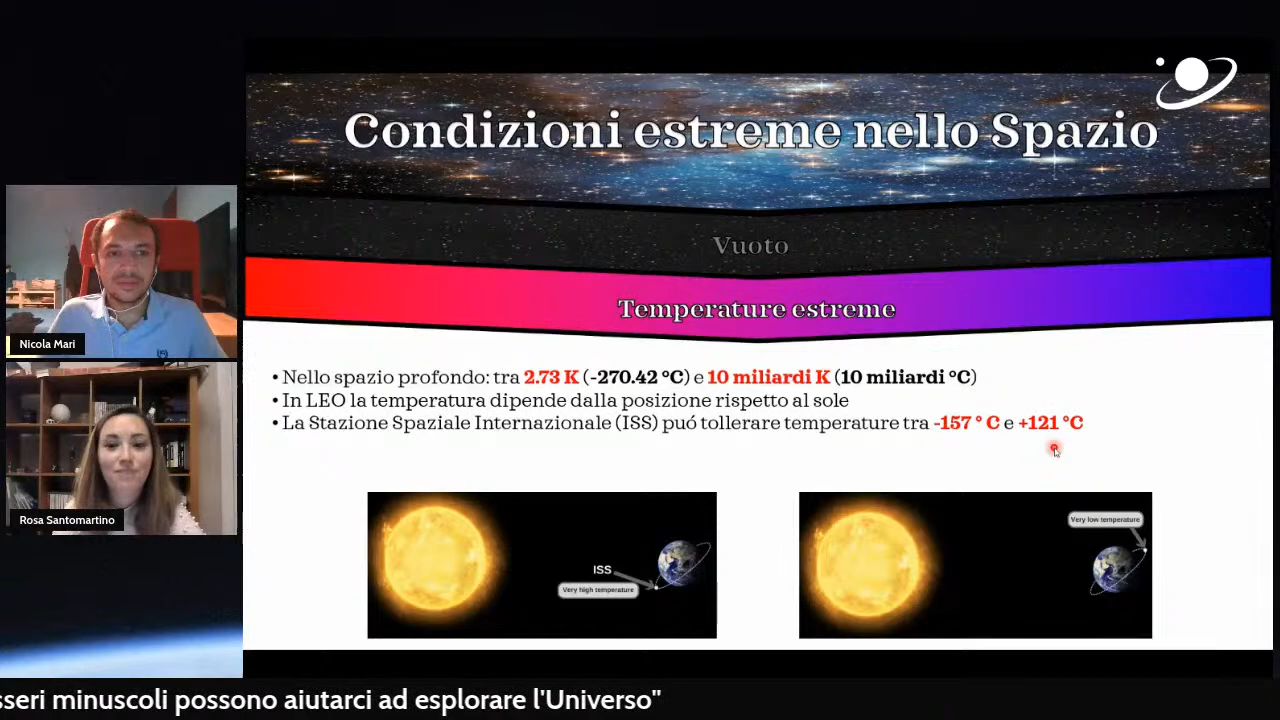 Condizioni estreme nello Spazio
Vuoto
Temperature estreme
• Nello spazio profondo: tra 2.73 K (-270.42 °C) e 10 miliardi K (10 miliardi °C)
• In LEO la temperatura dipende dalla posizione rispetto al sole
• La Stazione Spaziale Internazionale (ISS) puó tollerare temperature tra -157 ° C e +121 °C
ISS
Very high temperature
Very low temperature
Nicola Mari
Rosa Santomartino
sseri minuscoli possono aiutarci ad esplorare l'Universo"